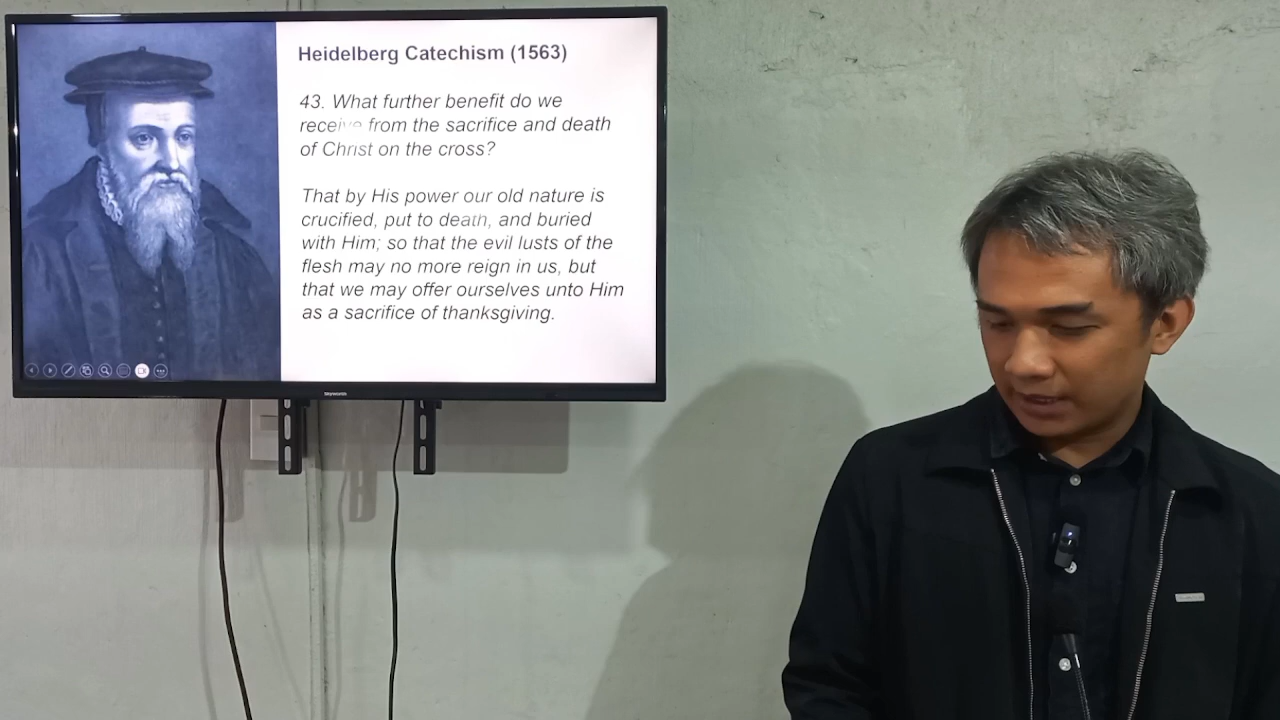 Heidelberg Catechism (1563)
43. What further benefit do we
receive from the sacrifice and death
of Christ on the cross?
That by His power our old nature is
crucified, put to death, and buried
with Him; so that the evil lusts of the
flesh may no more reign in us, but
that we may offer ourselves unto Him
as a sacrifice of thanksgiving.
Skyworth